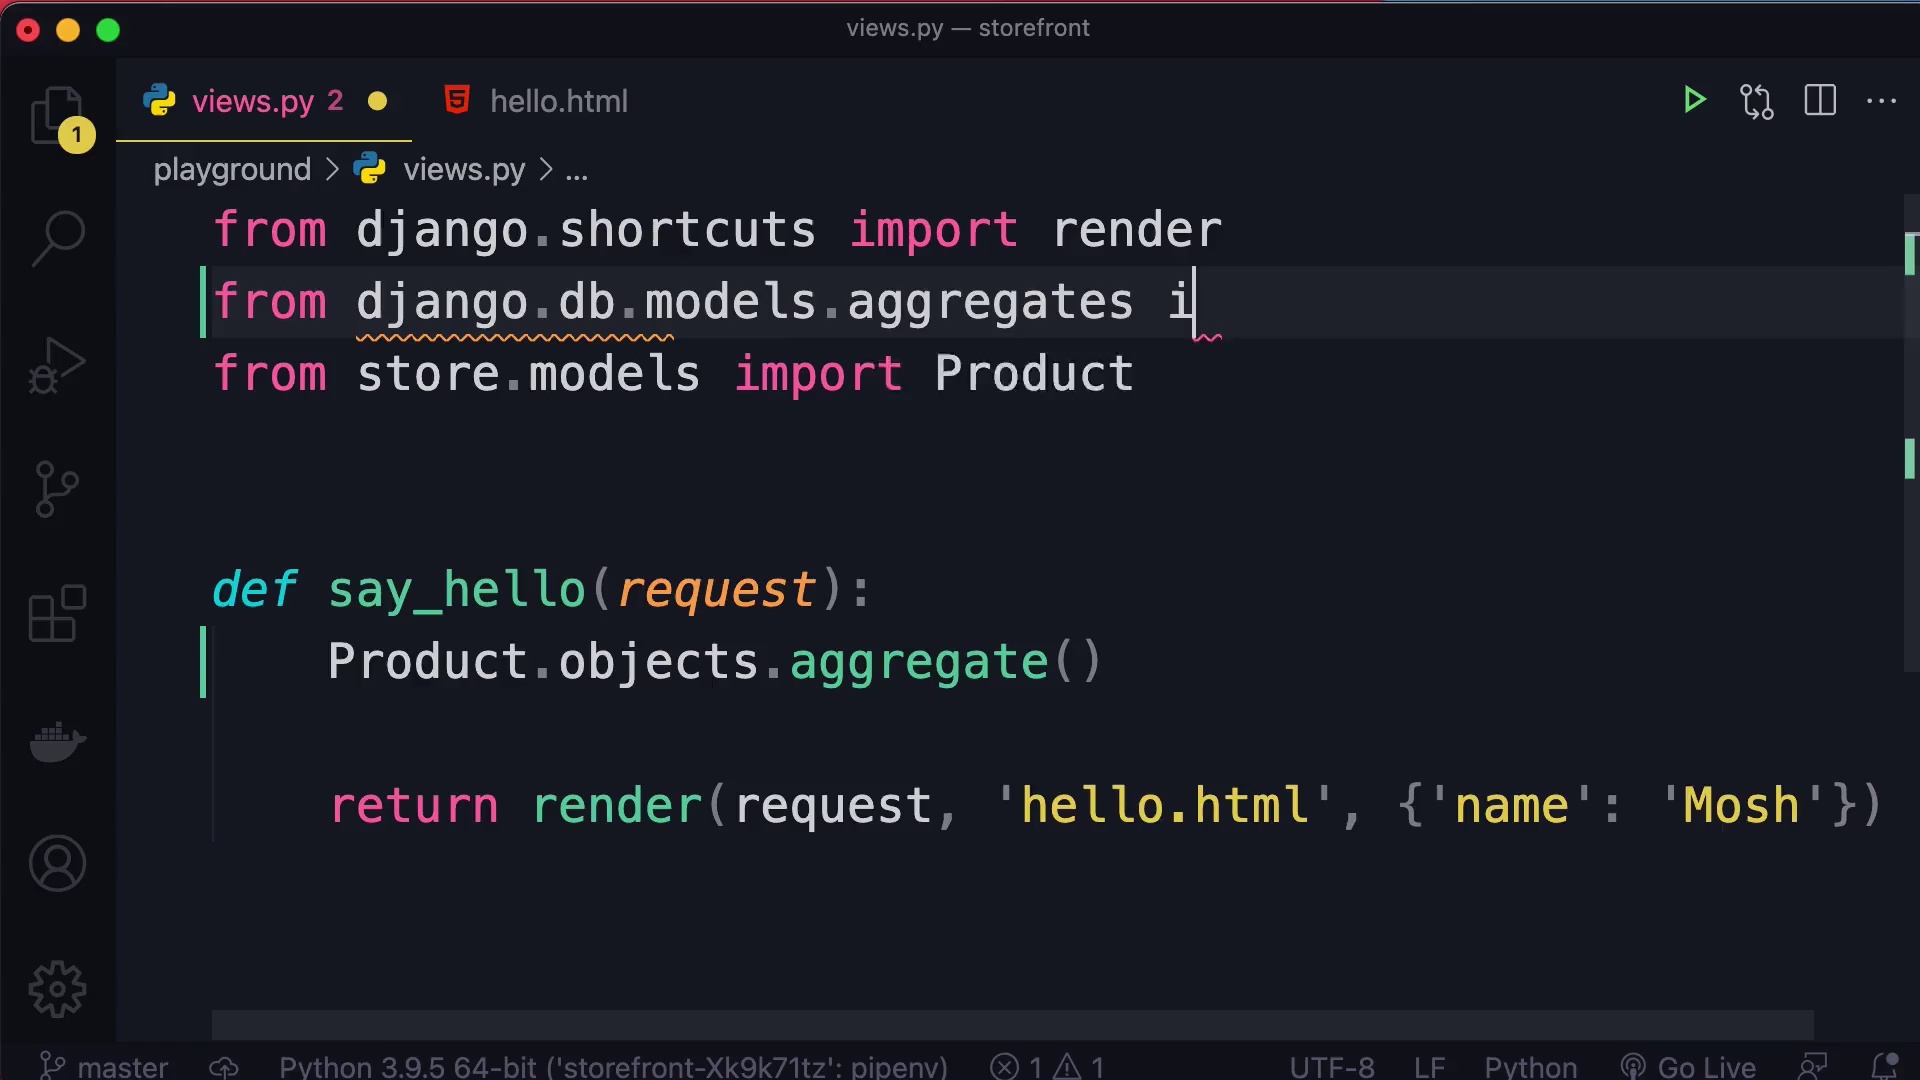 views.py — storefront
views.py 2
hello.html
1
playground > views.py > ...
from django.shortcuts import render
from django.db.models.aggregates i
from store.models import Product
def say_hello(request):
    Product.objects.aggregate()
    return render(request, 'hello.html', {'name': 'Mosh'})
master Python 3.9.5 64-bit ('storefront-Xk9k71tz': pipenv) 1 1 UTF-8 LF Python Go Live